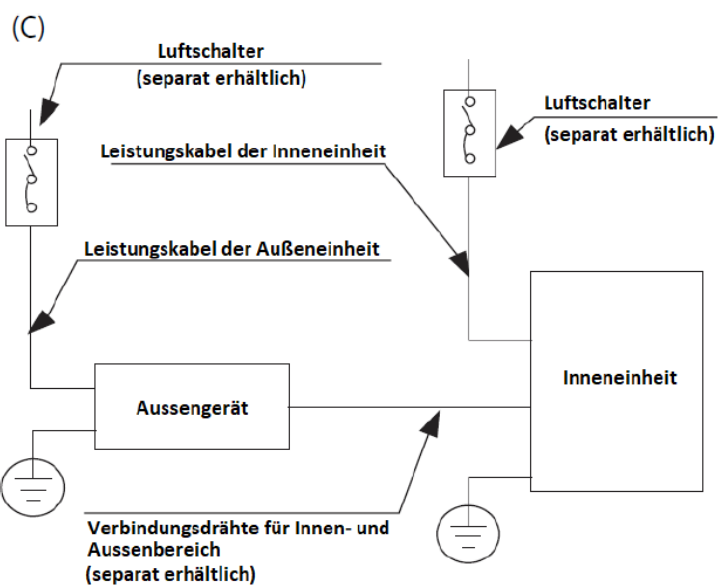 (C)
Luftschalter
(separat erhältlich)
Luftschalter
(separat erhältlich)
Leistungskabel der Inneneinheit
Leistungskabel der Außeneinheit
Inneneinheit
Aussengerät
Verbindungsdrähte für Innen- und
Aussenbereich
(separat erhältlich)